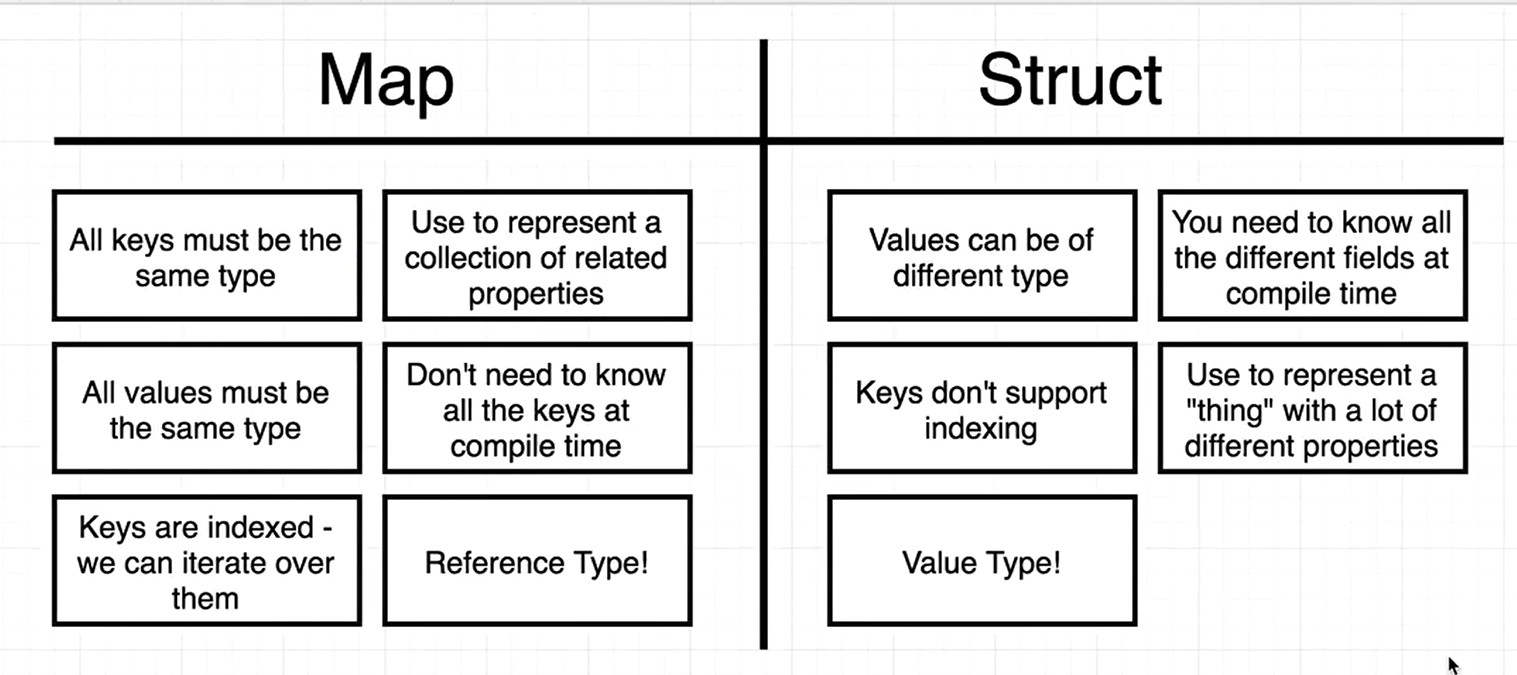 Map
Struct
All keys must be the
same type
Use to represent a
collection of related
properties
Values can be of
different type
You need to know all
the different fields at
compile time
All values must be
the same type
Don't need to know
all the keys at
compile time
Keys don't support
indexing
Use to represent a
"thing" with a lot of
different properties
Keys are indexed -
we can iterate over
them
Reference Type!
Value Type!